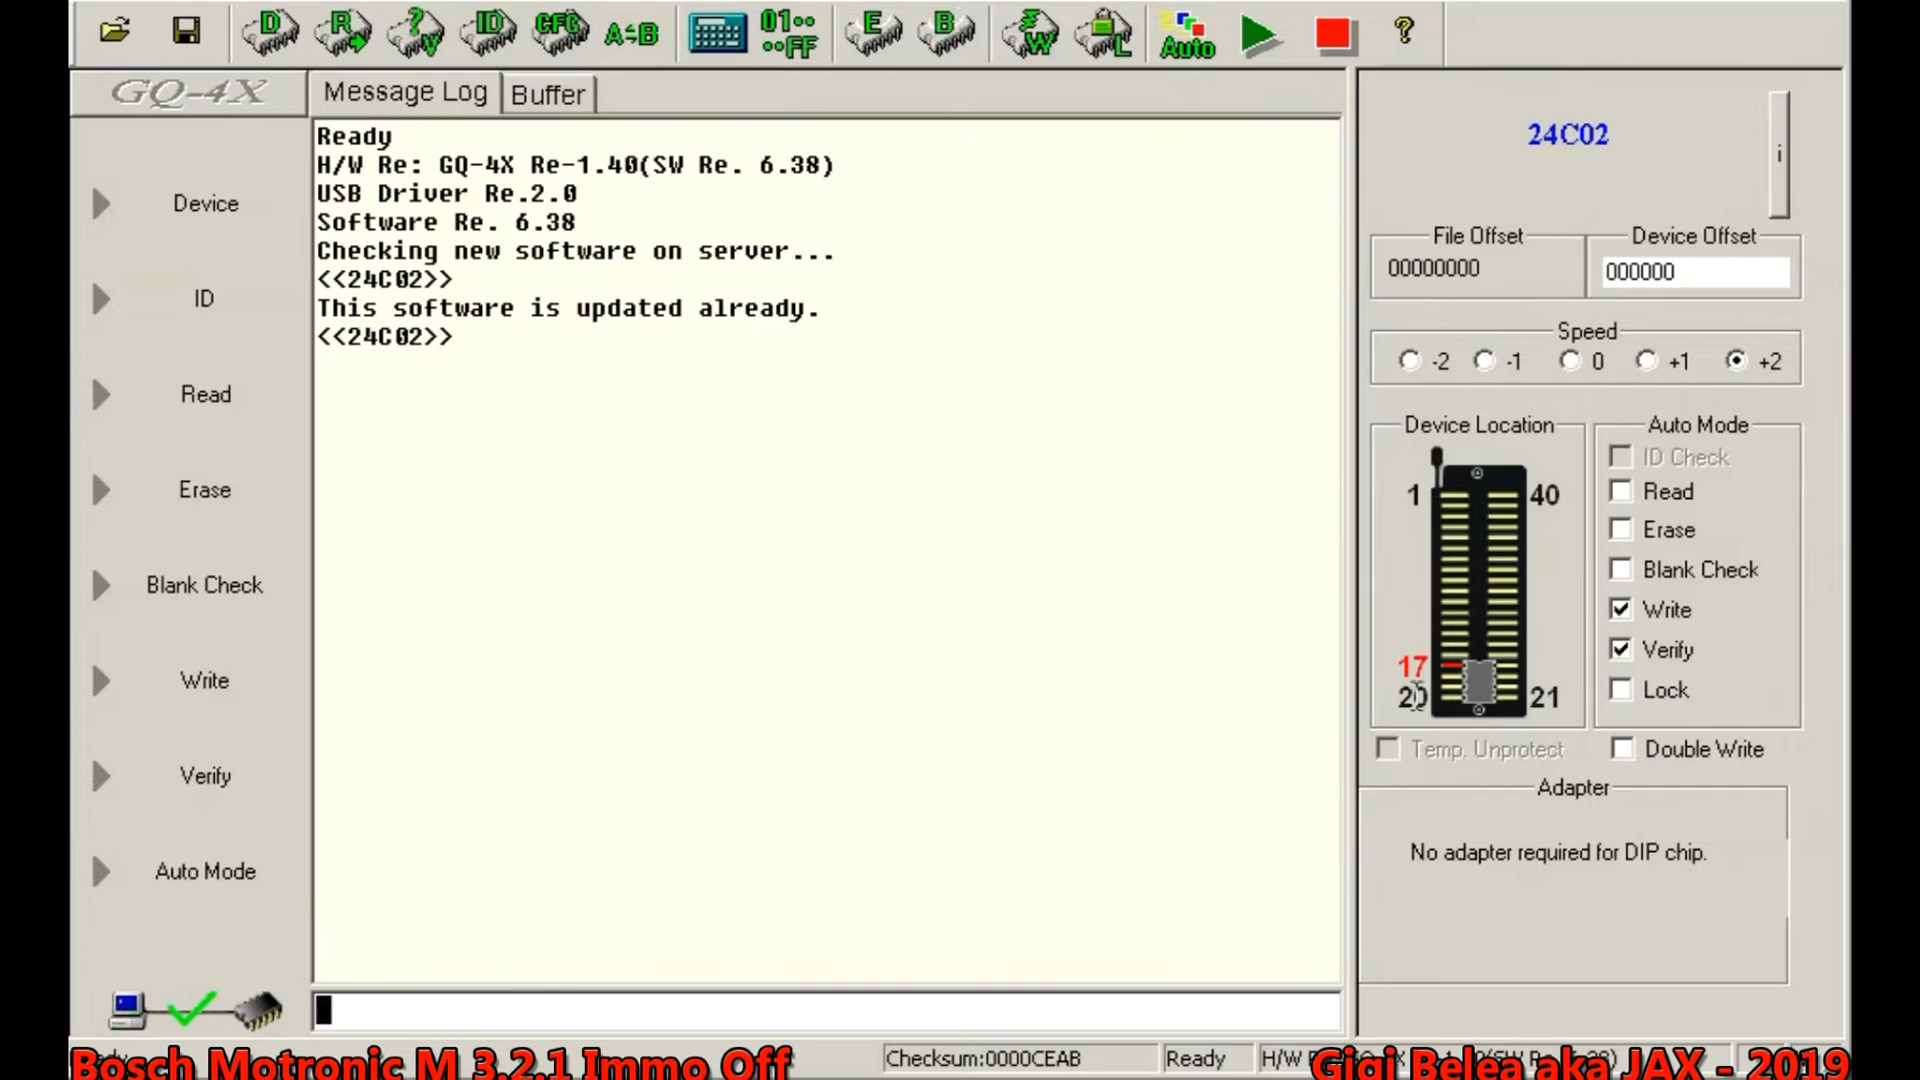 D R ? V ID CFG A B 01·· ··FF E B W L Auto ?
GQ-4X
Message Log Buffer
Ready
H/W Re: GQ-4X Re-1.40(SW Re. 6.38)
USB Driver Re.2.0
Software Re. 6.38
Checking new software on server...
<<24C02>>
This software is updated already.
<<24C02>>
Device
ID
Read
Erase
Blank Check
Write
Verify
Auto Mode
24C02
i
File Offset Device Offset
00000000 000000
Speed
-2 -1 0 +1 +2
Device Location
1 40
17
20 21
Auto Mode
ID Check
Read
Erase
Blank Check
Write
Verify
Lock
Temp. Unprotect Double Write
Adapter
No adapter required for DIP chip.
Checksum:0000CEAB Ready H/W
Bosch Motronic M 3.2.1 Immo Off
Gigi Belea aka JAX - 2019